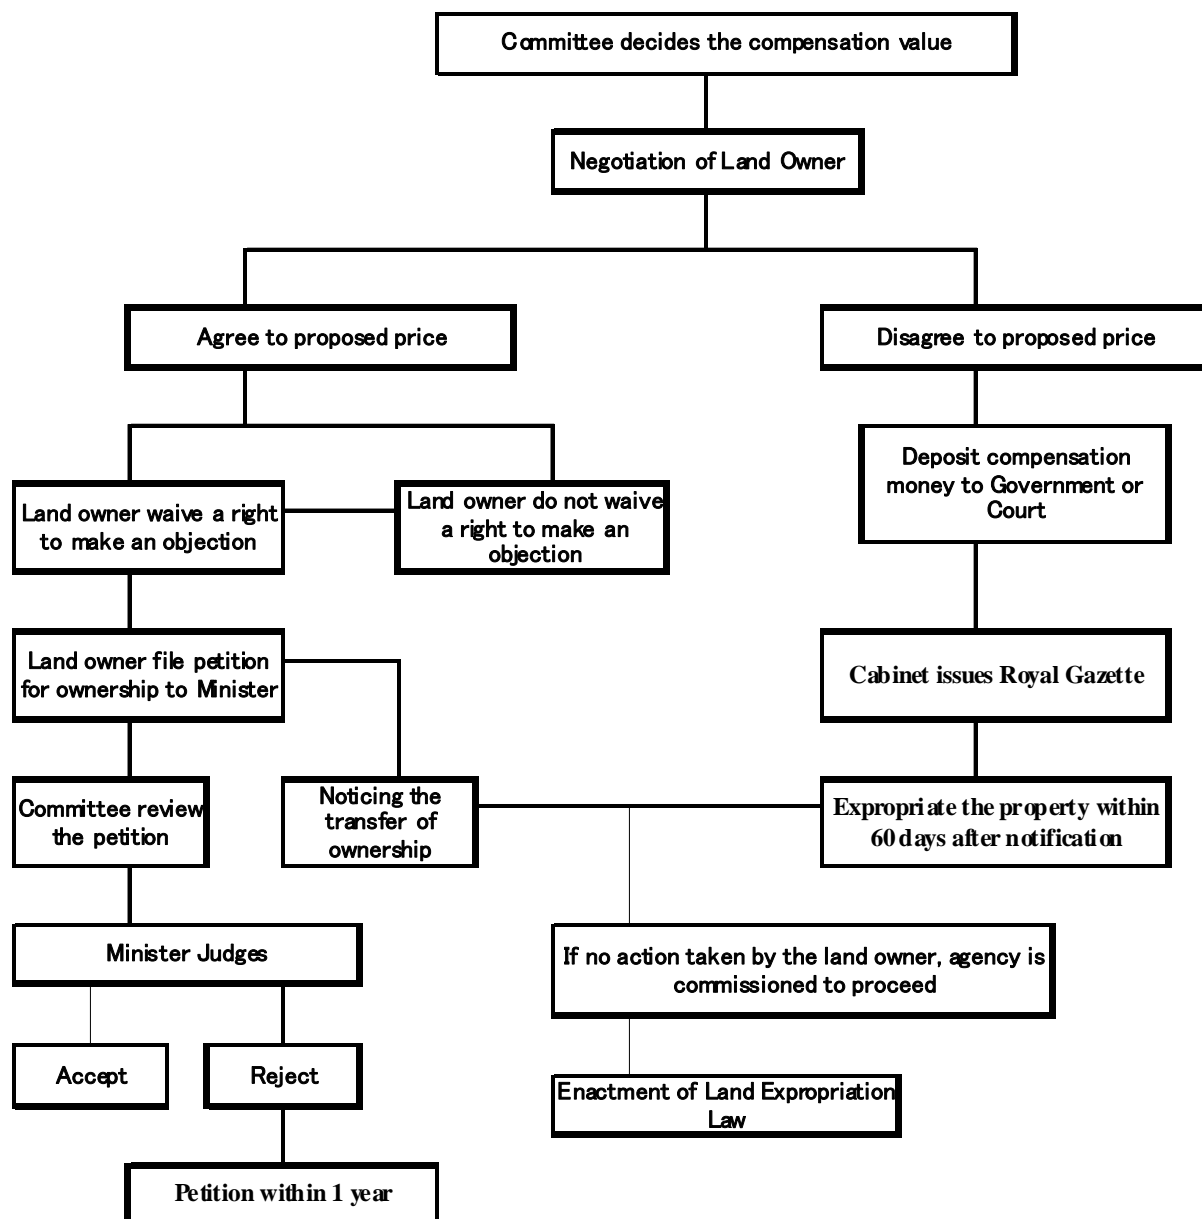 Committee decides the compensation value
Negotiation of Land Owner
Agree to proposed price
Disagree to proposed price
Land owner waive a right
to make an objection
Land owner do not waive
a right to make an
objection
Deposit compensation
money to Government or
Court
Land owner file petition
for ownership to Minister
Cabinet issues Royal Gazette
Committee review
the petition
Noticing the
transfer of
ownership
Expropriate the property within
60 days after notification
Minister Judges
If no action taken by the land owner, agency is
commissioned to proceed
Accept
Reject
Enactment of Land Expropriation
Law
Petition within 1 year